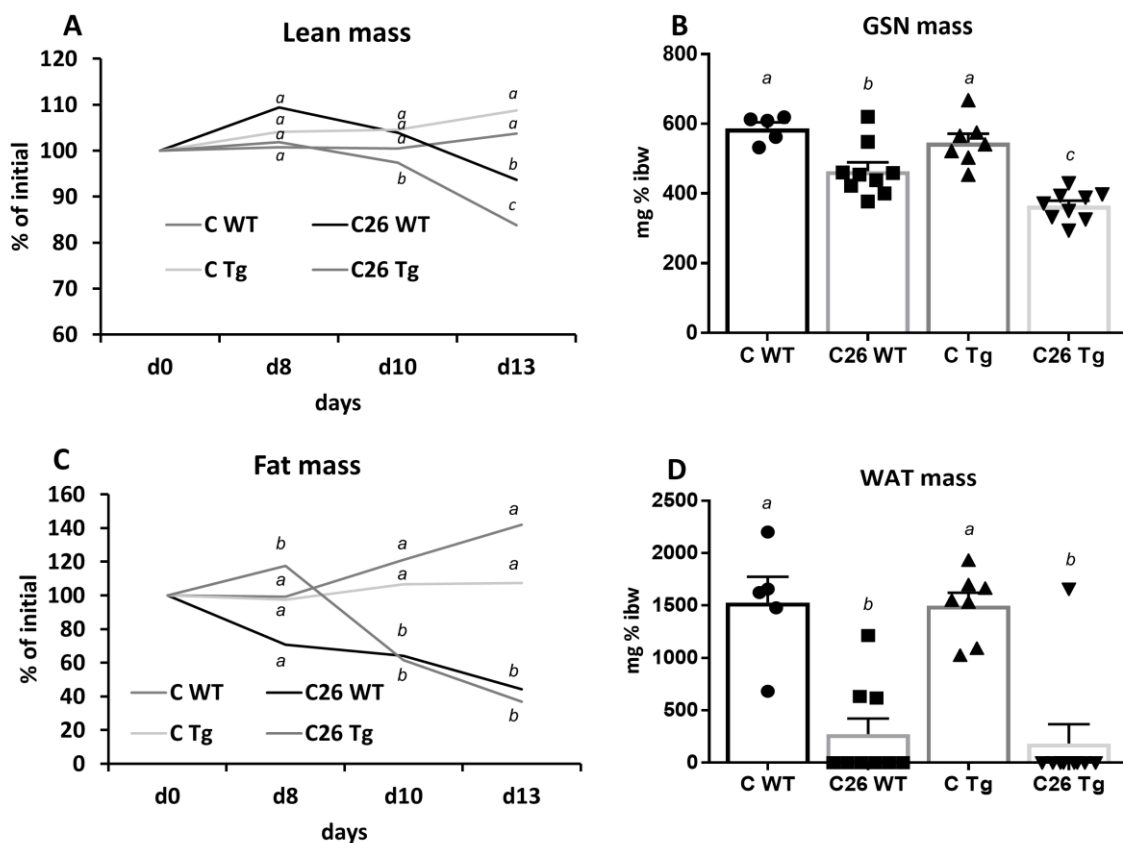 A
Lean mass
% of initial
120
110
100
90
80
70
60
a
a
a
a
a
a
a
b
a
a
b
c
C WT
C26 WT
C Tg
C26 Tg
d0 d8 d10 d13
days
B
GSN mass
mg % ibw
800
600
400
200
0
a
b
a
c
C WT C26 WT C Tg C26 Tg
C
Fat mass
% of initial
160
140
120
100
80
60
40
20
0
b
a
a
a
a
a
b
b
a
a
b
b
C WT
C26 WT
C Tg
C26 Tg
d0 d8 d10 d13
days
D
WAT mass
mg % ibw
2500
2000
1500
1000
500
0
a
b
a
b
C WT C26 WT C Tg C26 Tg